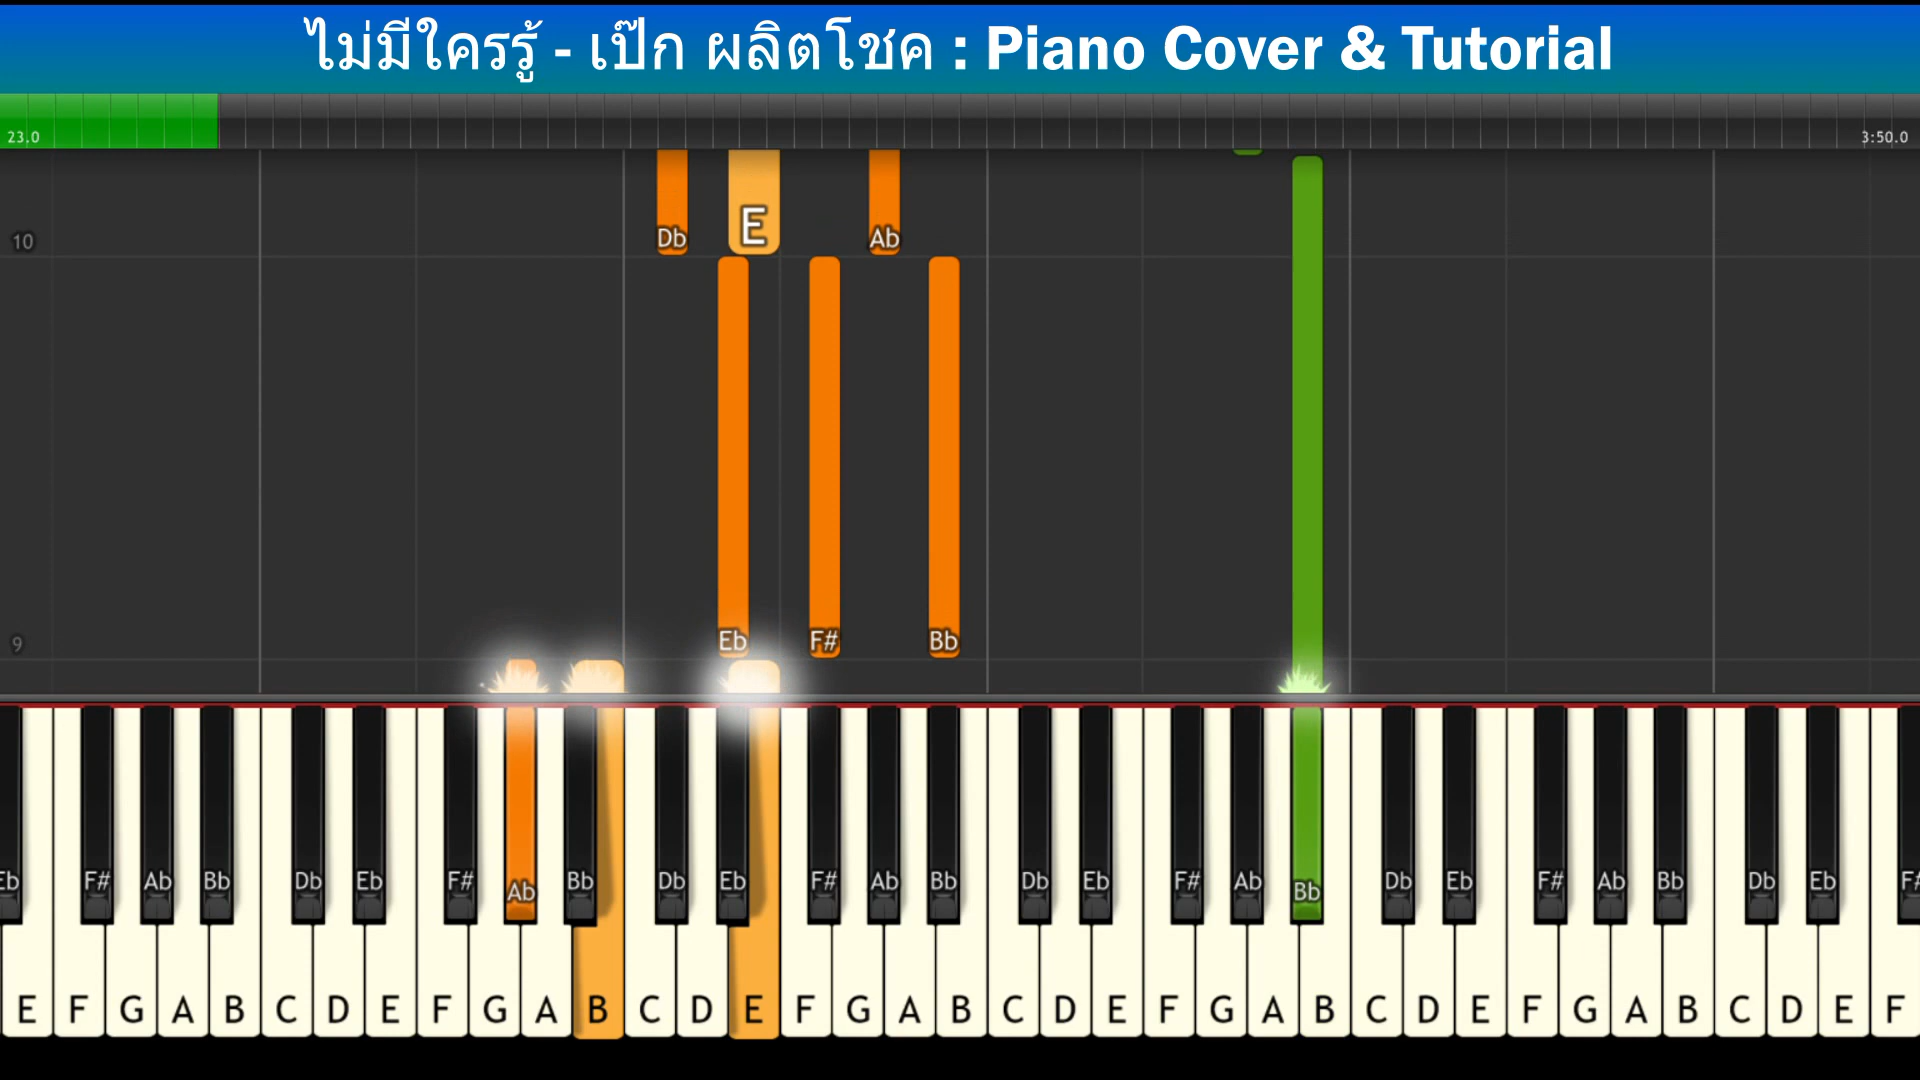 ไม่มีใครรู้ - เป๊ก ผลิตโชค : Piano Cover & Tutorial
23,0 3:50.0
Db E Ab
10
Eb F# Bb
9
Eb F# Ab Bb Db Eb F# Ab Bb Db Eb F# Ab Bb Db Eb F# Ab Bb Db Eb F# Ab Bb Db Eb F#
E F G A B C D E F G A B C D E F G A B C D E F G A B C D E F G A B C D E F